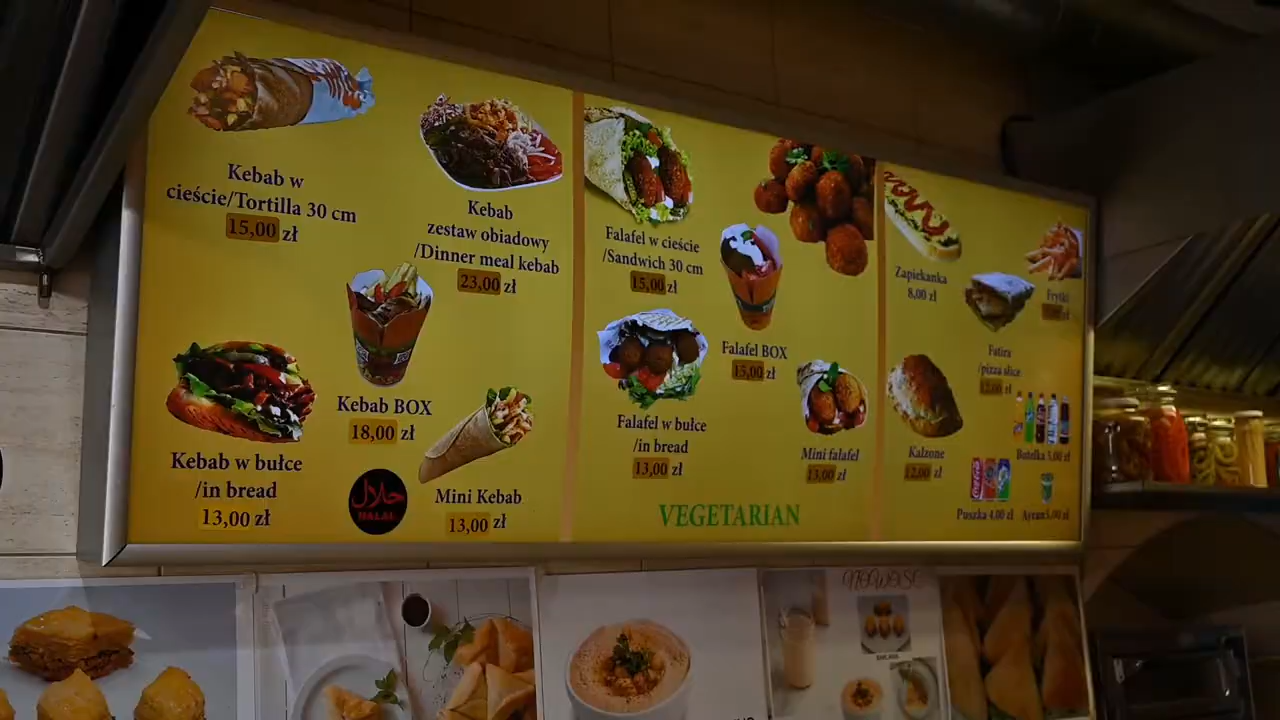 Kebab w
cieście/Tortilla 30 cm
15,00 zł
Kebab
zestaw obiadowy
/Dinner meal kebab
23,00 zł
Kebab BOX
18,00 zł
Kebab w bułce
/in bread
13,00 zł
حلال
HALAL
Mini Kebab
13,00 zł
Falafel w cieście
/Sandwich 30 cm
15,00 zł
Falafel BOX
15,00 zł
Falafel w bułce
/in bread
13,00 zł
Mini falafel
13,00 zł
VEGETARIAN
Zapiekanka
8,00 zł
Frytki
Fatira
/pizza slice
12,00 zł
Kalzone
12,00 zł
Butelka 5,00 zł
Puszka 4,00 zł
Ayran 5,00 zł